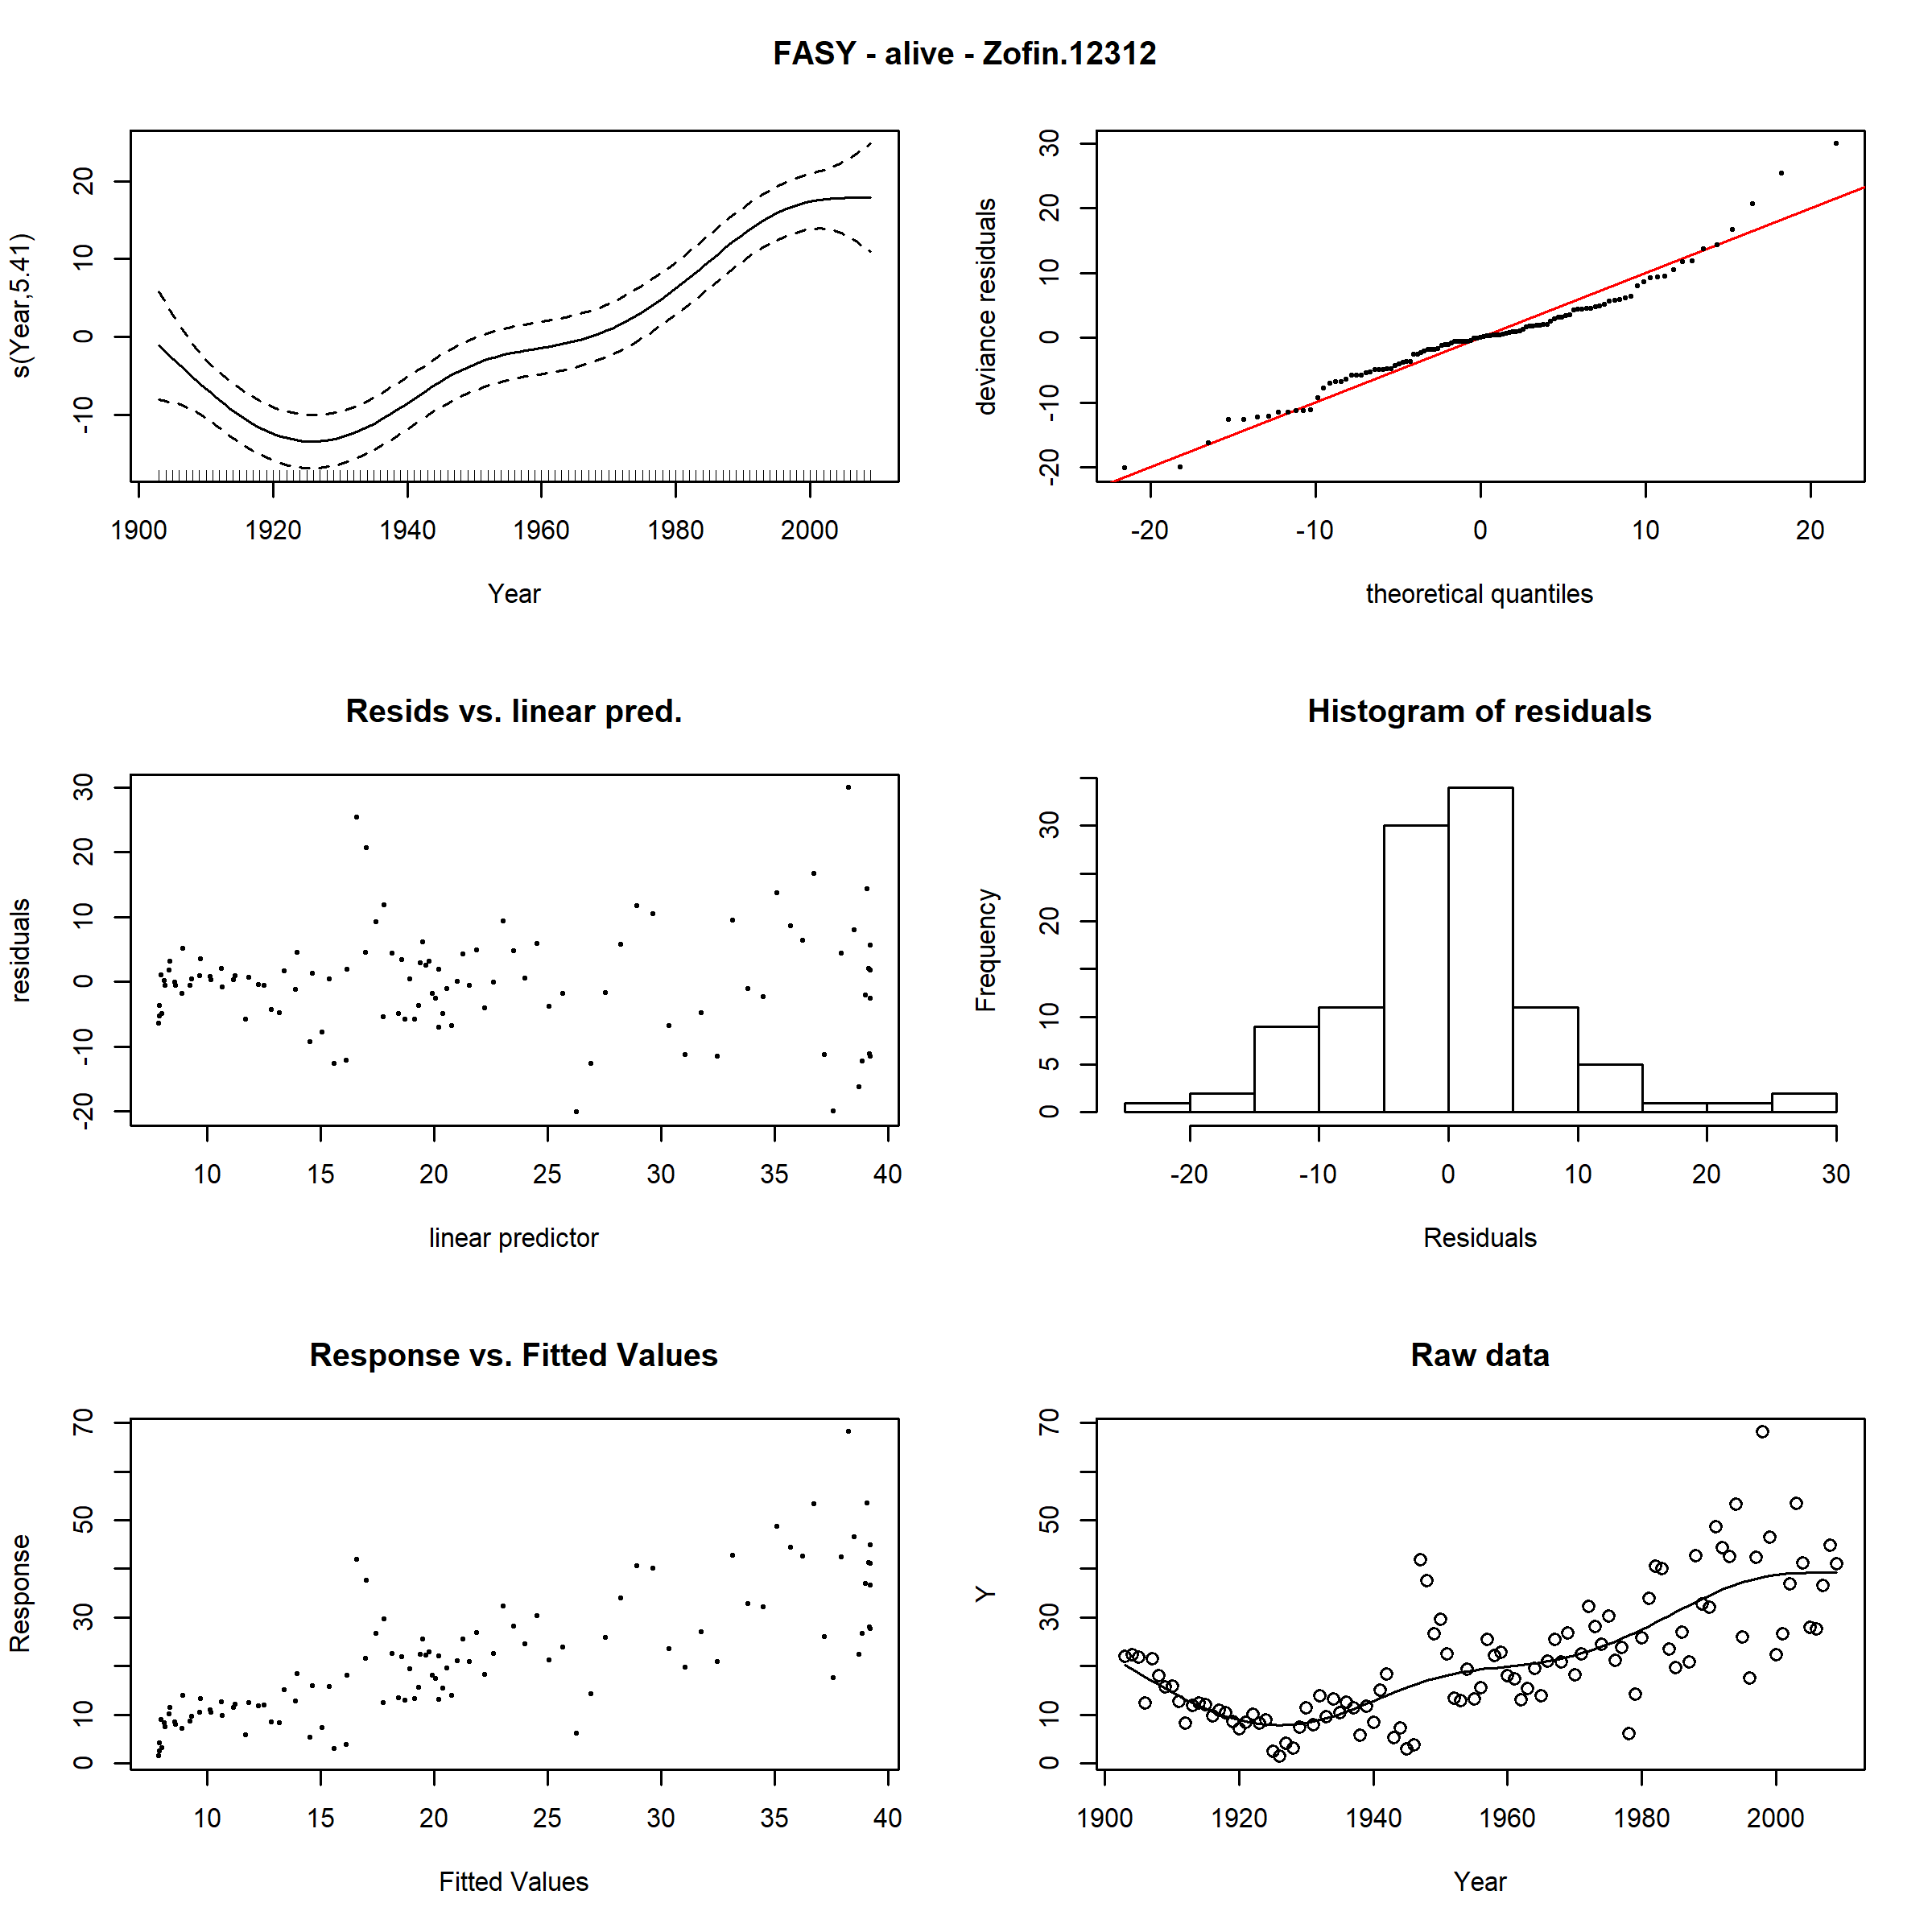 FASY - alive - Zofin.12312
s(Year,5.41)
-10 0 10 20
1900 1920 1940 1960 1980 2000
Year
deviance residuals
-20 -10 0 10 20 30
-20 -10 0 10 20
theoretical quantiles
Resids vs. linear pred.
residuals
-20 -10 0 10 20 30
10 15 20 25 30 35 40
linear predictor
Histogram of residuals
Frequency
0 5 10 20 30
-20 -10 0 10 20 30
Residuals
Response vs. Fitted Values
Response
0 10 30 50 70
10 15 20 25 30 35 40
Fitted Values
Raw data
Y
0 10 30 50 70
1900 1920 1940 1960 1980 2000
Year